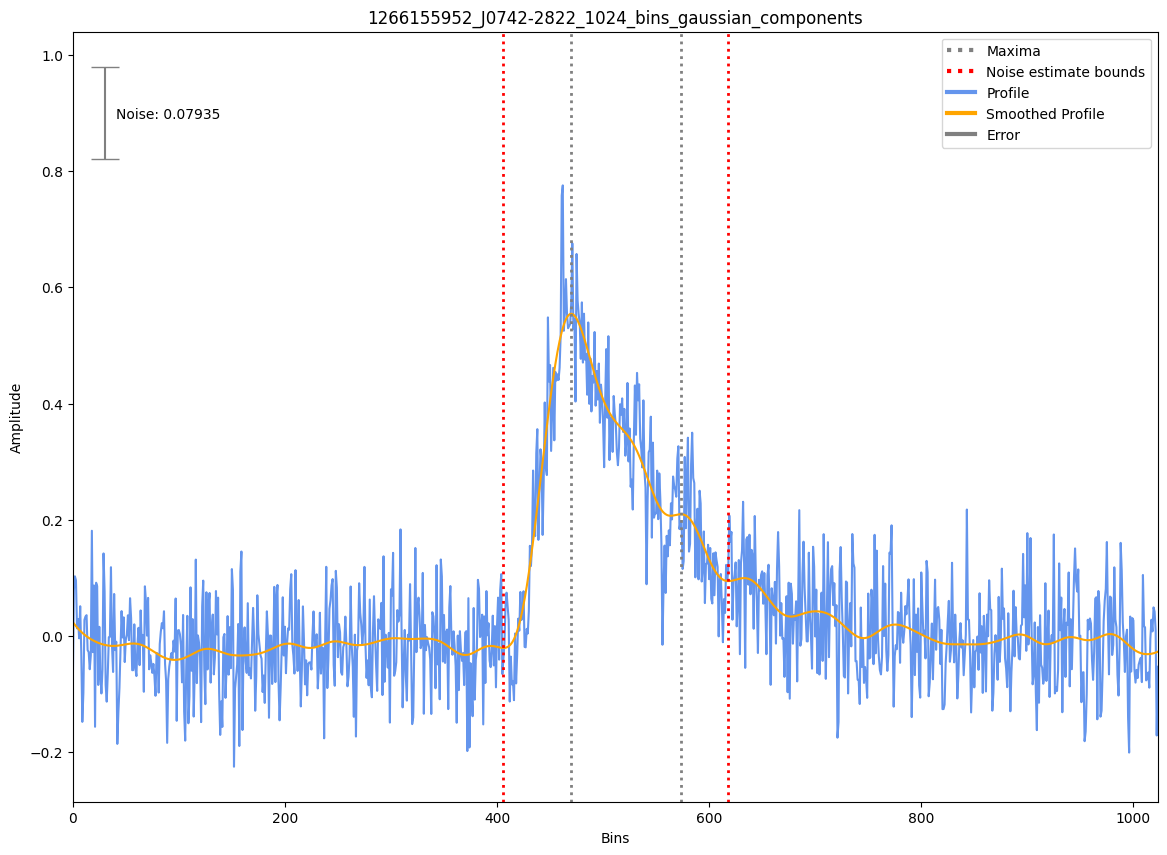 1266155952_J0742-2822_1024_bins_gaussian_components
1.0
0.8
0.6
0.4
0.2
0.0
−0.2
Amplitude
Noise: 0.07935
Maxima
Noise estimate bounds
Profile
Smoothed Profile
Error
0
200
400
600
800
1000
Bins